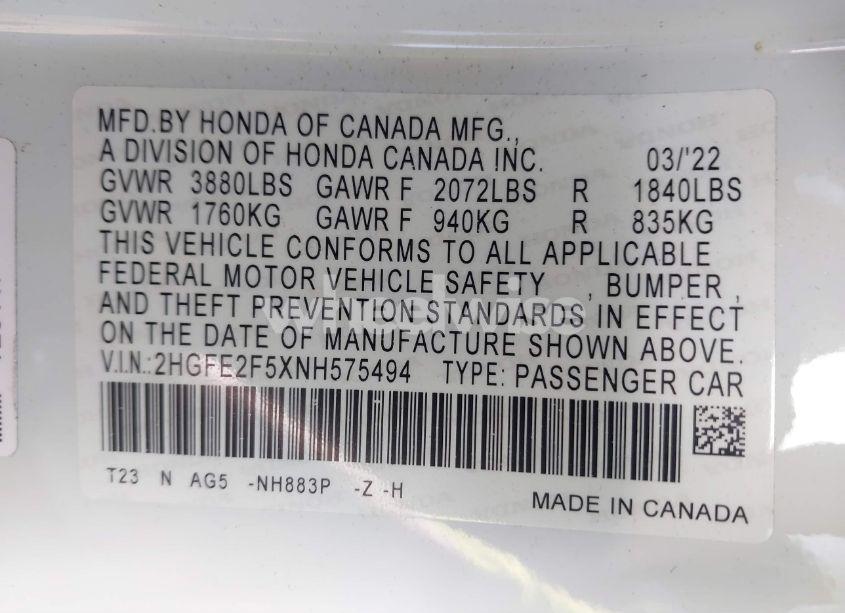 MFD.BY HONDA OF CANADA MFG.,
A DIVISION OF HONDA CANADA INC. 03/'22
GVWR 3880LBS GAWR F 2072LBS R 1840LBS
GVWR 1760KG GAWR F 940KG R 835KG
THIS VEHICLE CONFORMS TO ALL APPLICABLE
FEDERAL MOTOR VEHICLE SAFETY , BUMPER ,
AND THEFT PREVENTION STANDARDS IN EFFECT
ON THE DATE OF MANUFACTURE SHOWN ABOVE.
V.I.N.:2HGFE2F5XNH575494 TYPE: PASSENGER CAR
T23 N AG5 -NH883P -Z -H
MADE IN CANADA
wheelwise